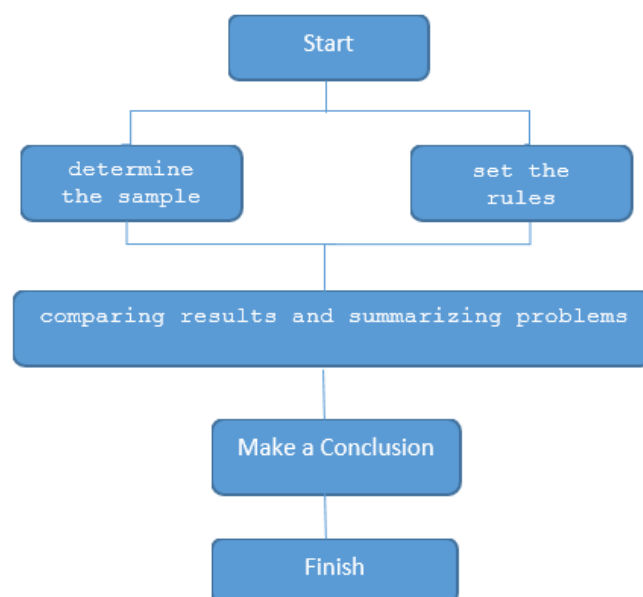 Start
determine
the sample
set the
rules
comparing results and summarizing problems
Make a Conclusion
Finish